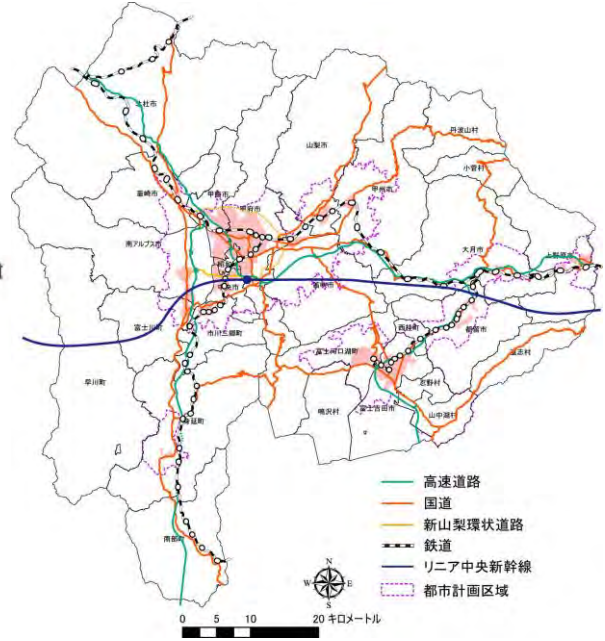 北杜市
丹波山村
山梨市
小菅村
韮崎市
甲斐市
甲府市
甲州市
南アルプス市
大月市
上野原市
中央市
笛吹市
富士川町
市川三郷町
西桂町
都留市
富士河口湖町
道志村
早川町
忍野村
鳴沢村
富士吉田市
山中湖村
身延町
南部町
高速道路
国道
新山梨環状道路
鉄道
リニア中央新幹線
都市計画区域
N
W E
S
0 5 10 20 キロメートル